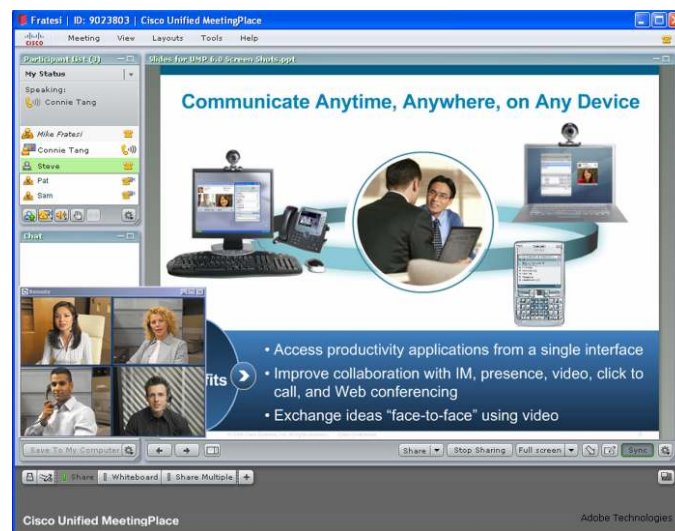 Fratesi | ID: 9023803 | Cisco Unified MeetingPlace
CISCO
Meeting View Layouts Tools Help
Participant List (3)
My Status
Speaking:
Connie Tang
Mike Fratesi
Connie Tang
Steve
Pat
Sam
Chat
Remote
Save To My Computer
Slides for UMP 6.0 Screen Shots.ppt
Communicate Anytime, Anywhere, on Any Device
fits
• Access productivity applications from a single interface
• Improve collaboration with IM, presence, video, click to
call, and Web conferencing
• Exchange ideas “face-to-face” using video
Share Stop Sharing Full screen Sync
Share Whiteboard Share Multiple +
Cisco Unified MeetingPlace
Adobe Technologies